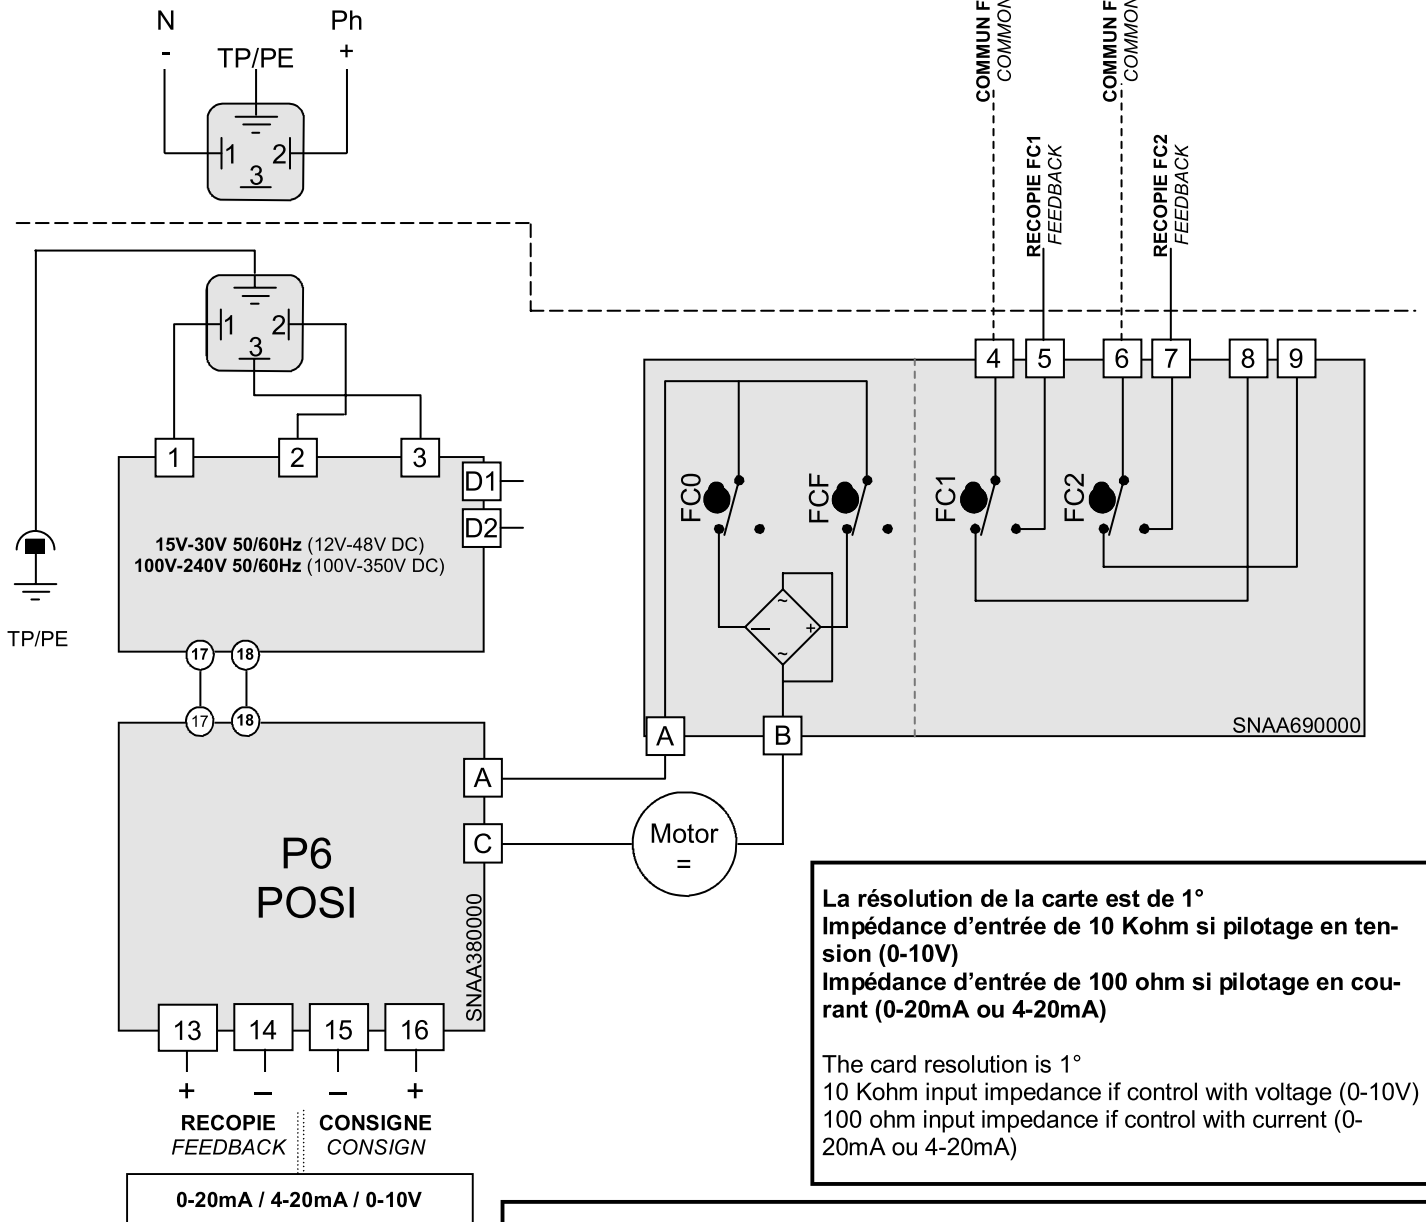 N
Ph
-
TP/PE
+
1
2
3
COMMUN F
COMMON
COMMUN F
COMMON
RECOPIE FC1
FEEDBACK
RECOPIE FC2
FEEDBACK
1
2
3
4
5
6
7
8
9
1
2
3
D1
D2
15V-30V 50/60Hz (12V-48V DC)
100V-240V 50/60Hz (100V-350V DC)
TP/PE
FC0
FCF
FC1
FC2
~
— +
~
17
18
17
18
A
B
SNAA690000
A
C
Motor
=
P6
POSI
SNAA380000
13
14
15
16
+
–
–
+
RECOPIE
FEEDBACK
CONSIGNE
CONSIGN
0-20mA / 4-20mA / 0-10V
La résolution de la carte est de 1°
Impédance d'entrée de 10 Kohm si pilotage en ten-
sion (0-10V)
Impédance d'entrée de 100 ohm si pilotage en cou-
rant (0-20mA ou 4-20mA)
The card resolution is 1°
10 Kohm input impedance if control with voltage (0-10V)
100 ohm input impedance if control with current (0-
20mA ou 4-20mA)